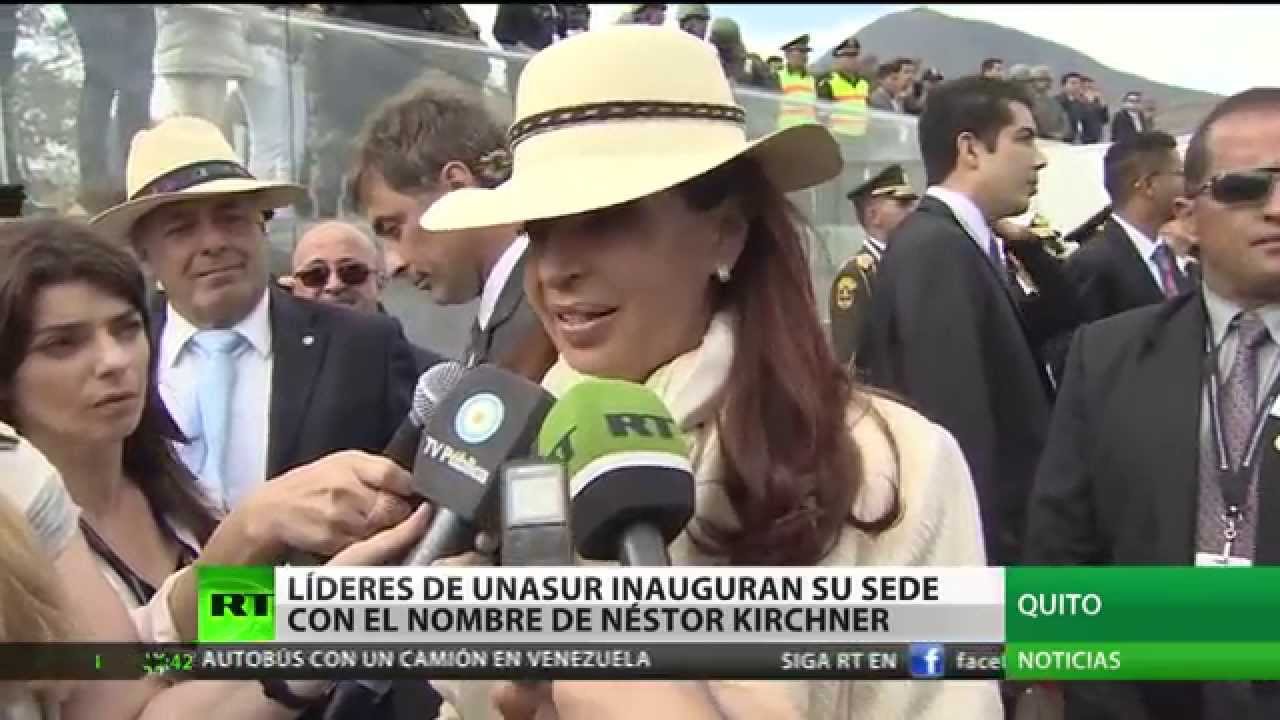 TV Pública
RT
RT
LÍDERES DE UNASUR INAUGURAN SU SEDE
CON EL NOMBRE DE NÉSTOR KIRCHNER
QUITO
AUTOBÚS CON UN CAMIÓN EN VENEZUELA
SIGA RT EN f face
NOTICIAS